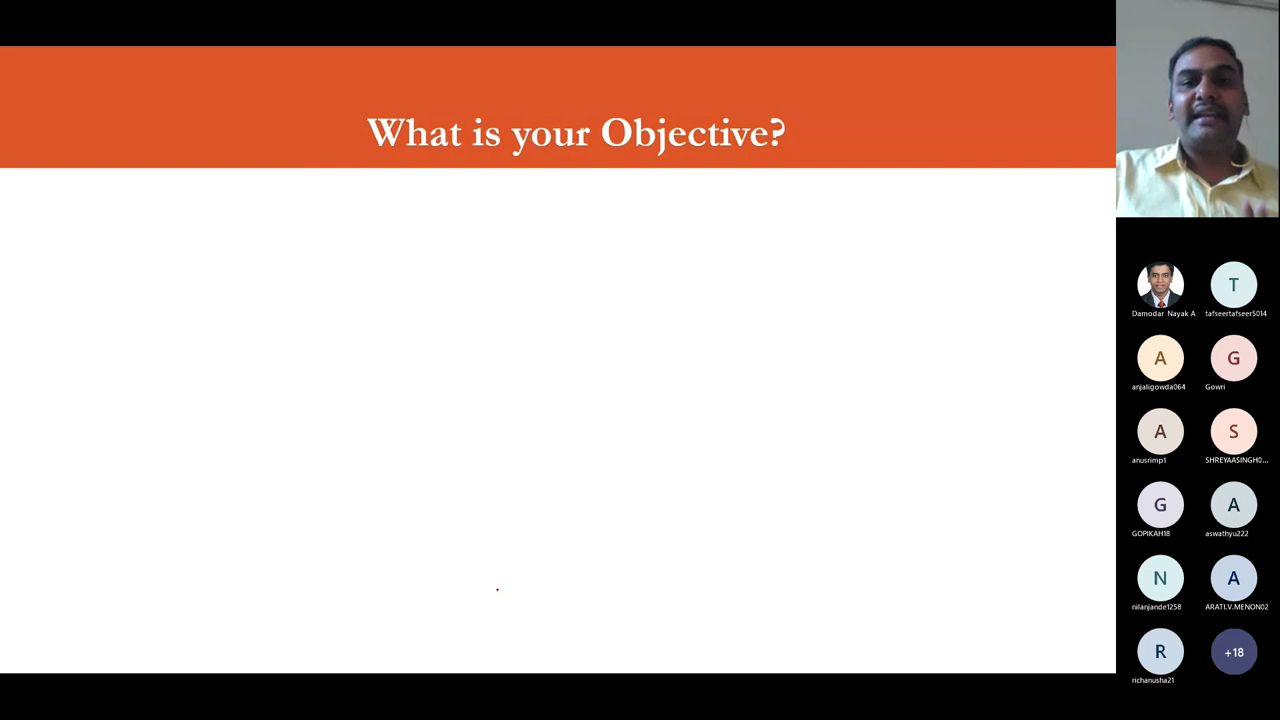 What is your Objective?
Damodar Nayak A
T
tafseertafseer5014
A
anjaligowda064
G
Gowri
A
anusrimp1
S
SHREYAASINGH0...
G
GOPIKAH18
A
aswathyu222
N
nilanjande1258
A
ARATI.V.MENON02
R
richanusha21
+18